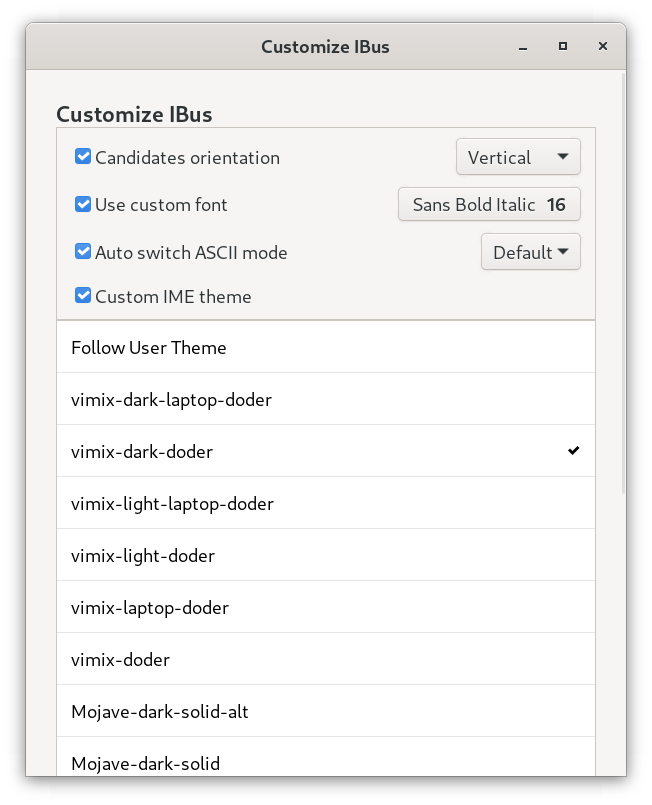 Customize IBus
Customize IBus
Candidates orientation Vertical
Use custom font Sans Bold Italic 16
Auto switch ASCII mode Default
Custom IME theme
Follow User Theme
vimix-dark-laptop-doder
vimix-dark-doder
vimix-light-laptop-doder
vimix-light-doder
vimix-laptop-doder
vimix-doder
Mojave-dark-solid-alt
Mojave-dark-solid